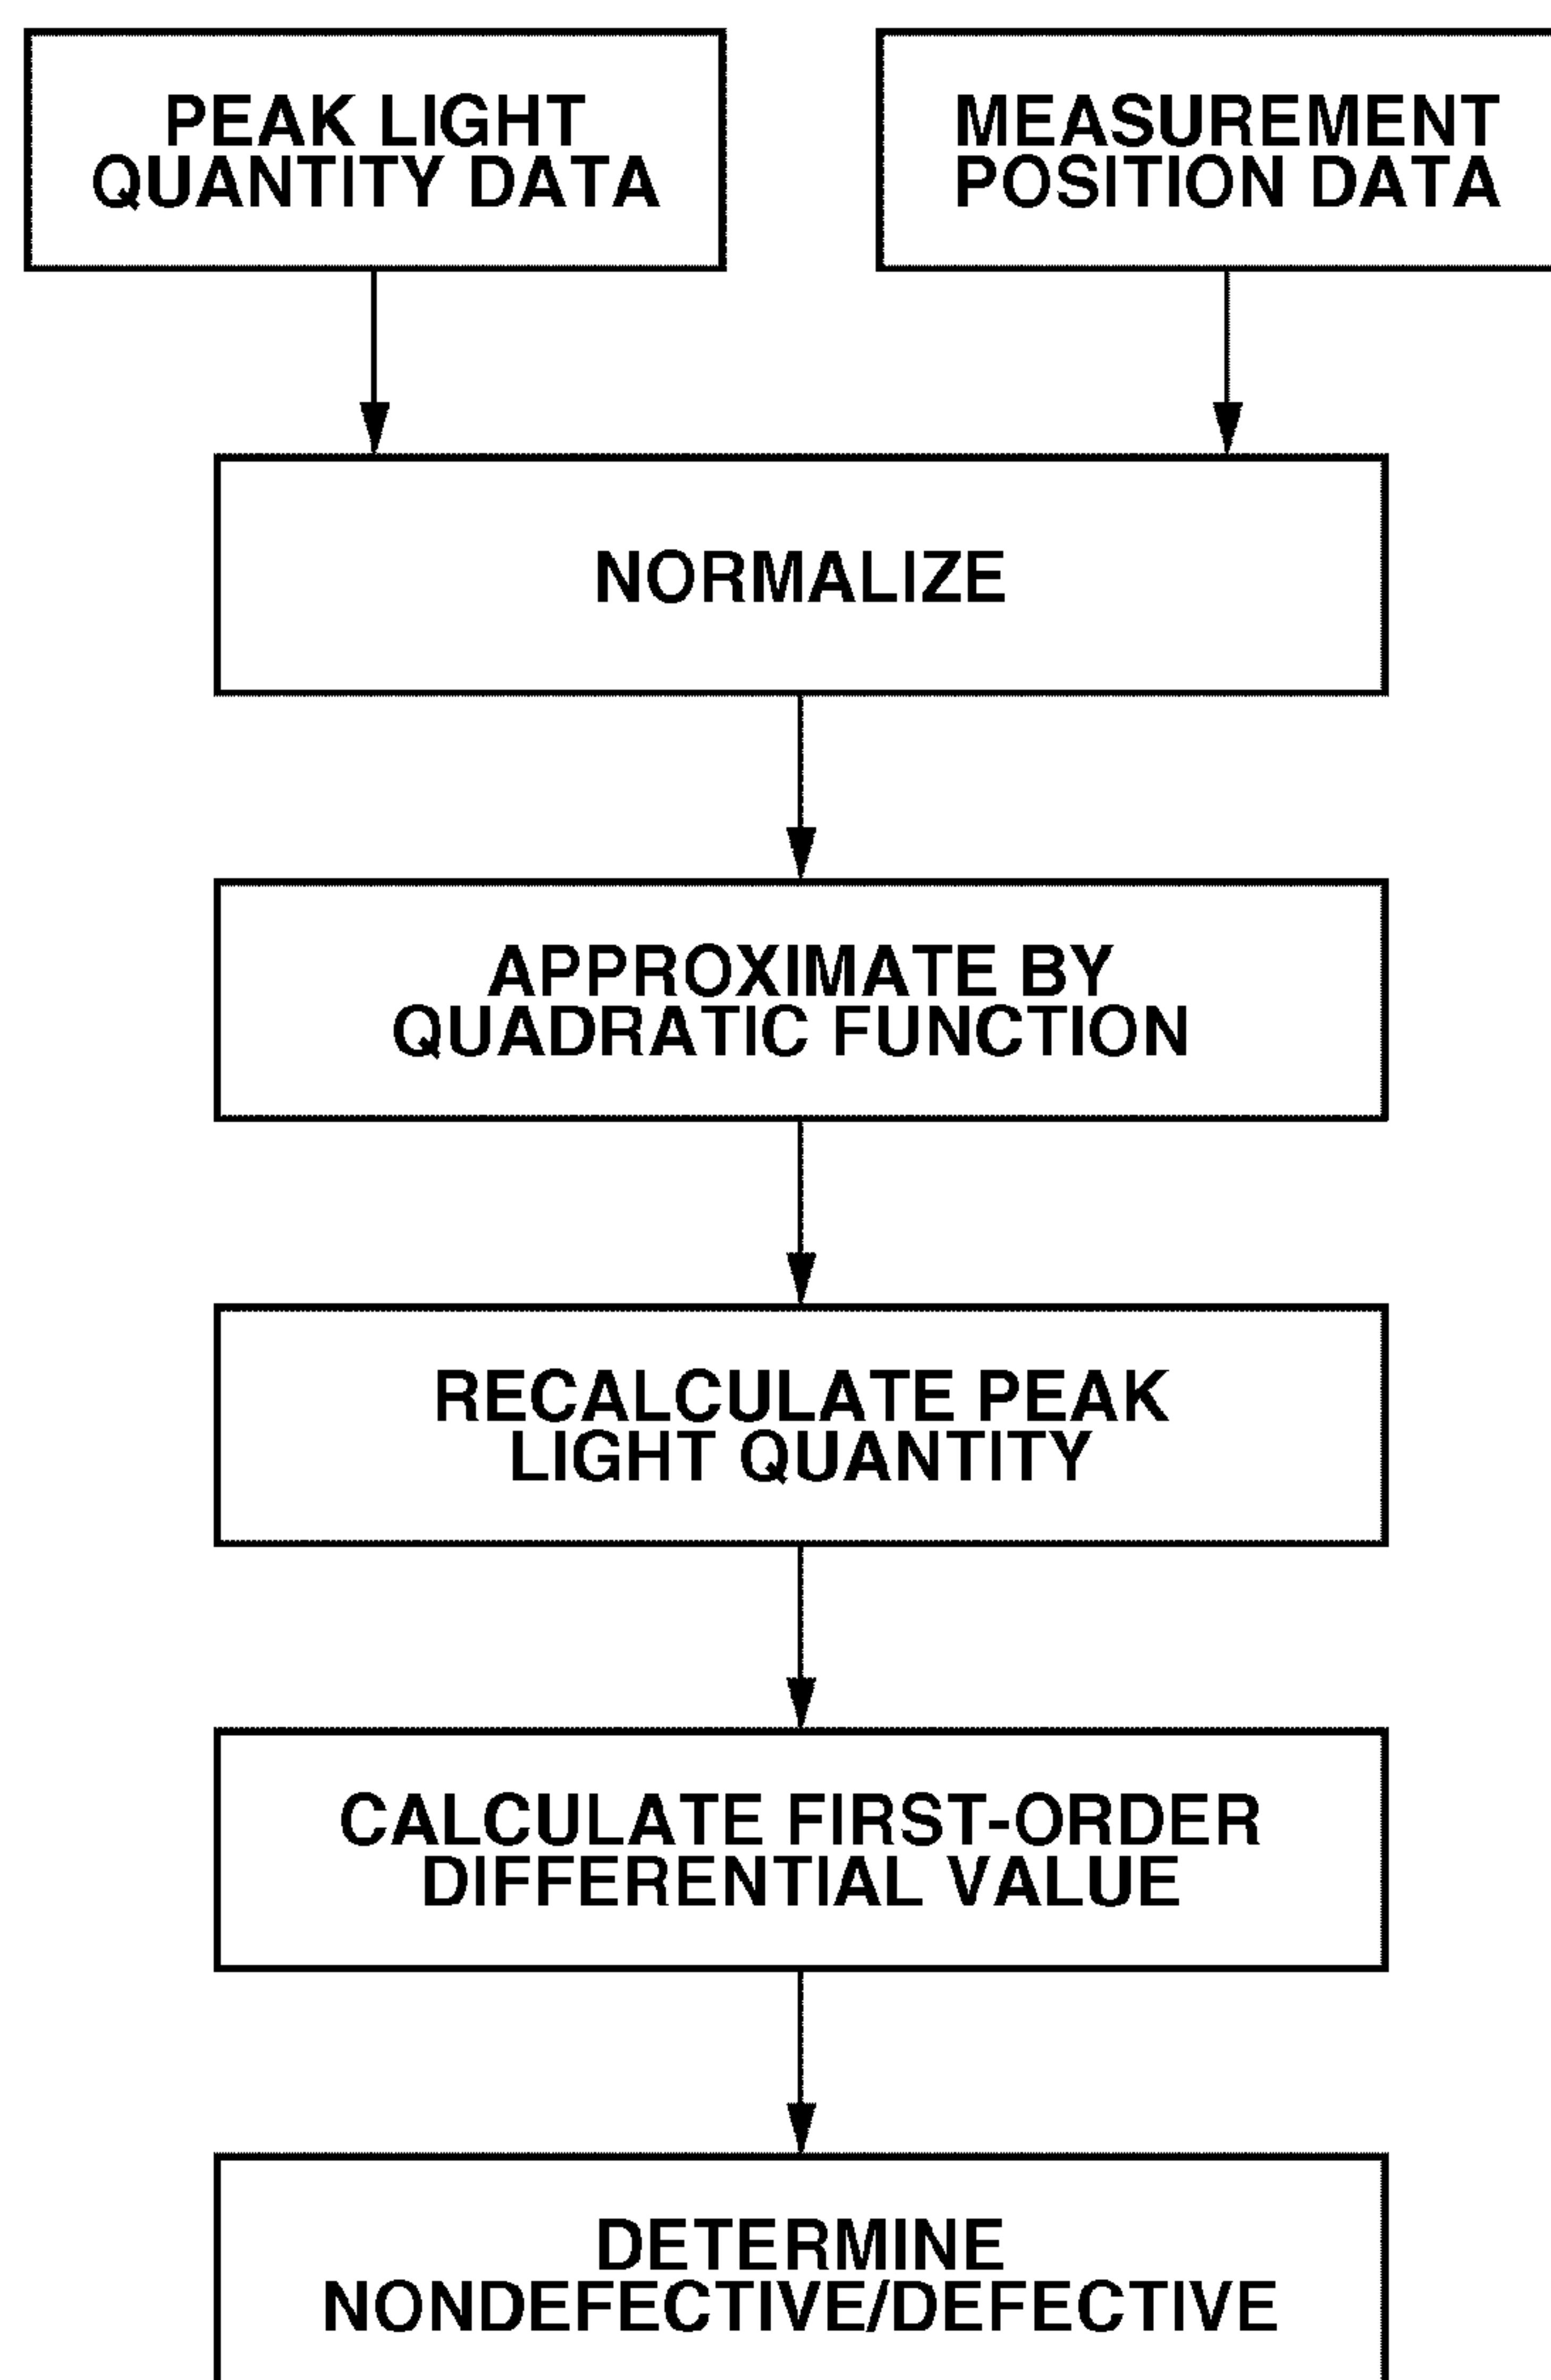 PEAK LIGHT
QUANTITY DATA
MEASUREMENT
POSITION DATA
NORMALIZE
APPROXIMATE BY
QUADRATIC FUNCTION
RECALCULATE PEAK
LIGHT QUANTITY
CALCULATE FIRST-ORDER
DIFFERENTIAL VALUE
DETERMINE
NONDEFECTIVE/DEFECTIVE